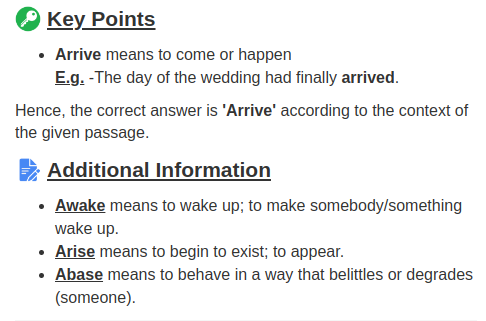 Key Points
• Arrive means to come or happen
E.g. -The day of the wedding had finally arrived.
Hence, the correct answer is 'Arrive' according to the context of
the given passage.
Additional Information
• Awake means to wake up; to make somebody/something
wake up.
• Arise means to begin to exist; to appear.
• Abase means to behave in a way that belittles or degrades
(someone).